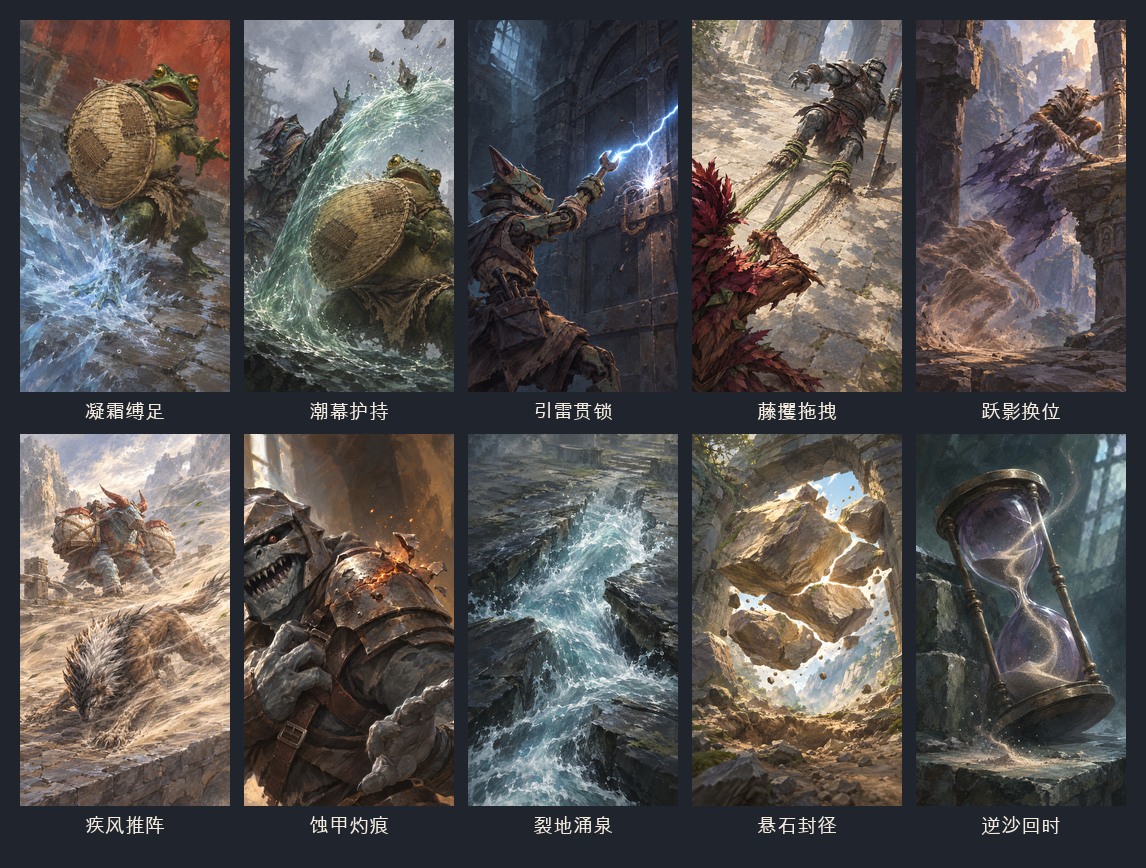 凝霜缚足
潮幕护持
引雷贯锁
藤攫拖拽
跃影换位
疾风推阵
蚀甲灼痕
裂地涌泉
悬石封径
逆沙回时